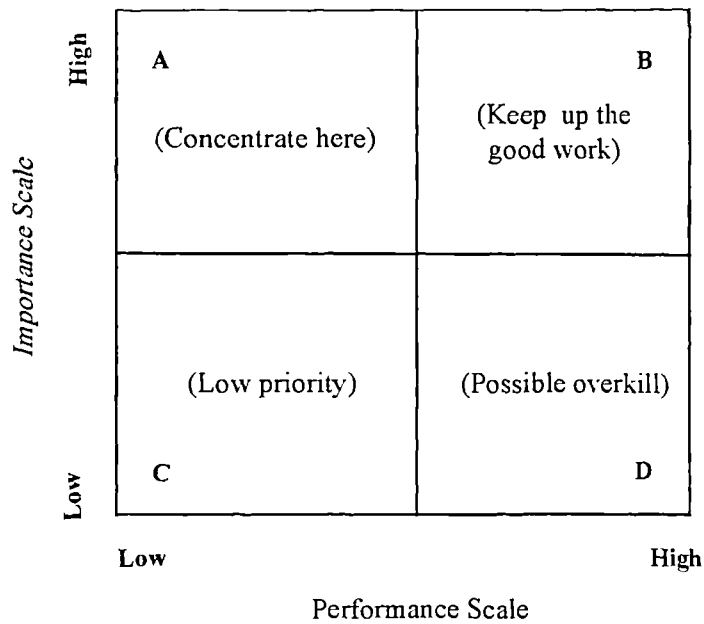 High
A
B
(Concentrate here)
(Keep up the
good work)
Importance Scale
(Low priority)
(Possible overkill)
Low
C
D
Low
High
Performance Scale